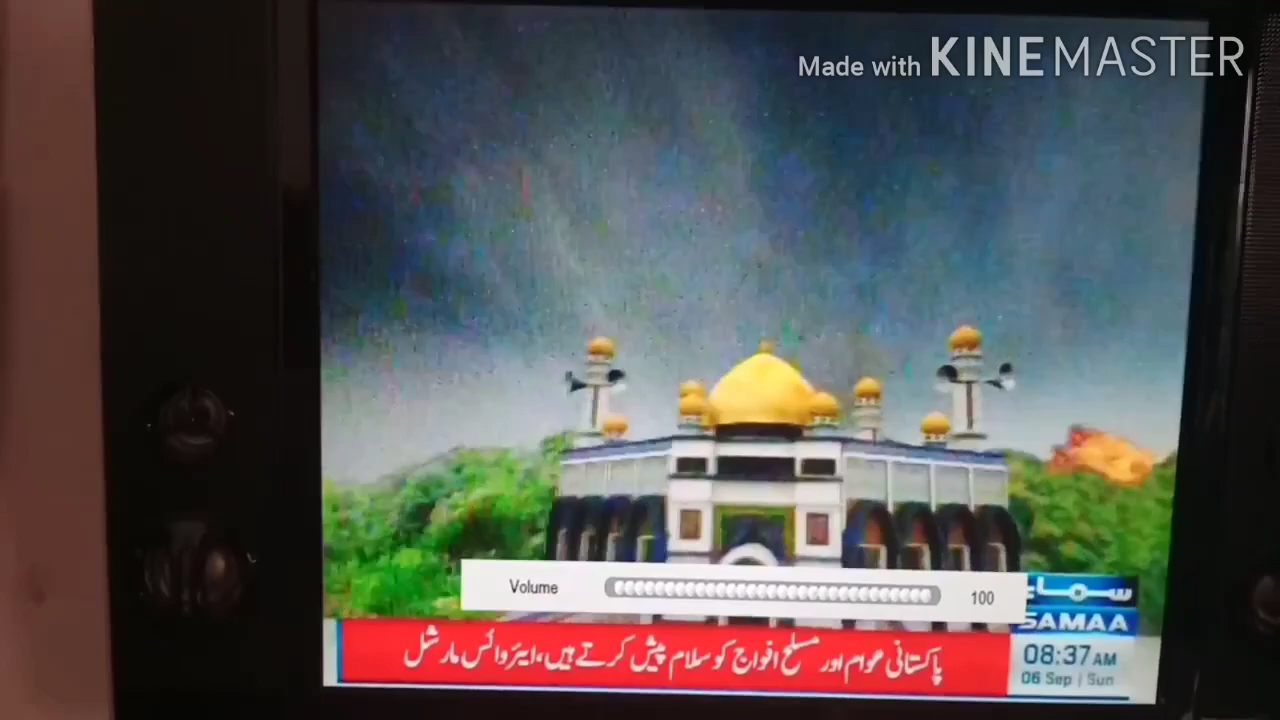 Made with KINEMASTER
Volume 100
سماء
SAMAA
پاکستانی عوام اور مسلح افواج کو سلام پیش کرتے ہیں،ایئر وائس مارشل
08:37 AM
06 Sep | Sun